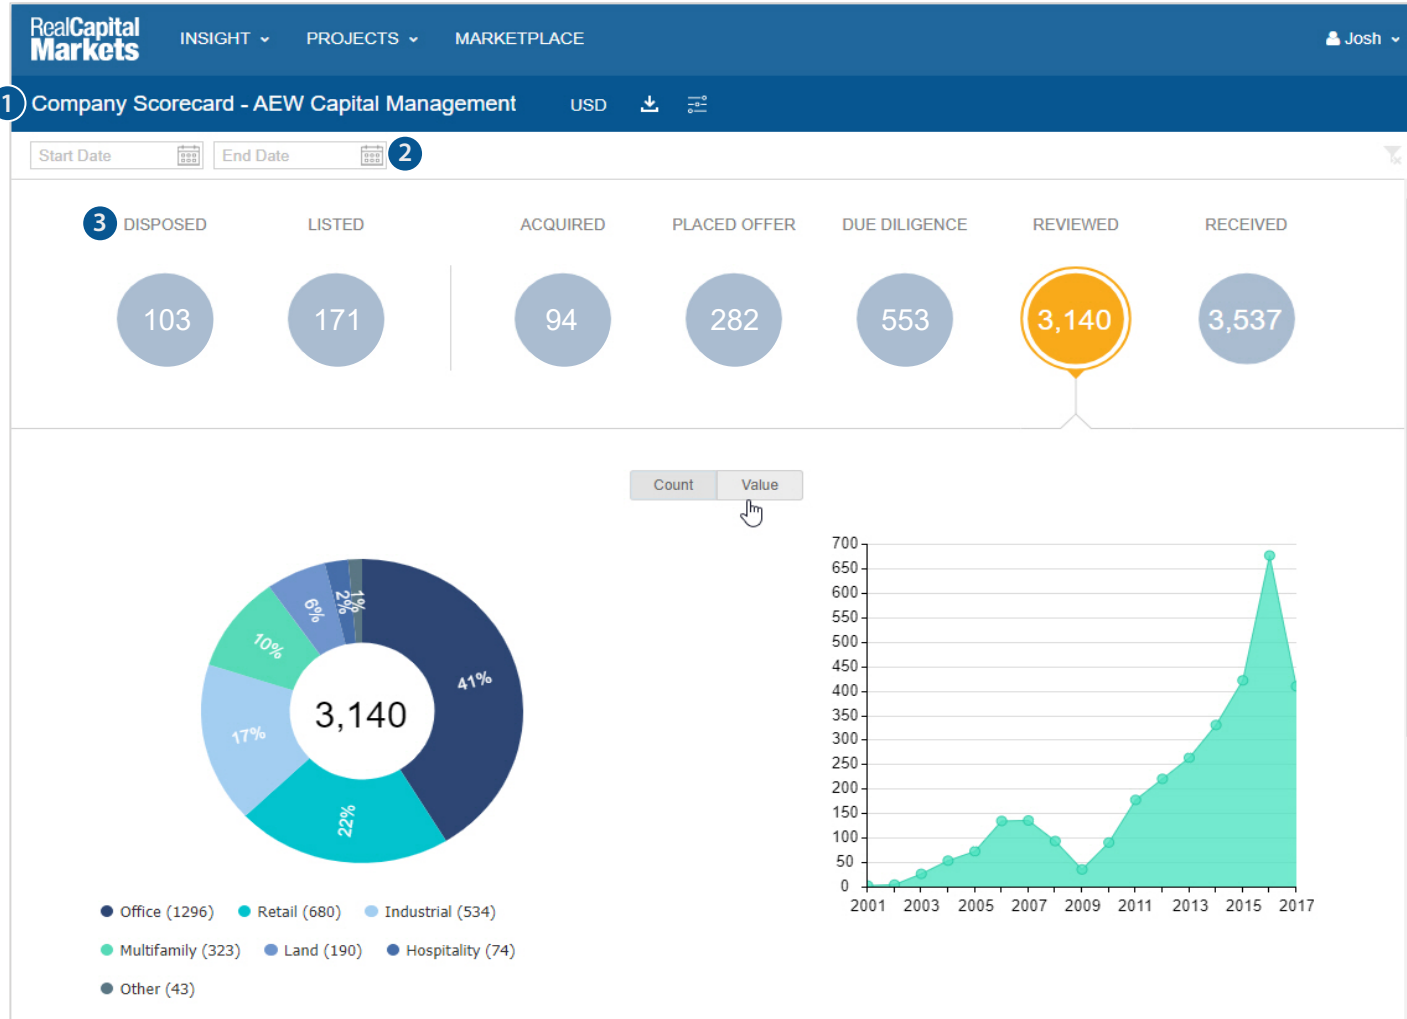 RealCapital
Markets
INSIGHT PROJECTS MARKETPLACE Josh
1 Company Scorecard - AEW Capital Management USD
Start Date End Date 2
3 DISPOSED LISTED ACQUIRED PLACED OFFER DUE DILIGENCE REVIEWED RECEIVED
103 171 94 282 553 3,140 3,537
Count Value
41%
22%
17%
10%
6%
2%
1%
3,140
Office (1296) Retail (680) Industrial (534)
Multifamily (323) Land (190) Hospitality (74)
Other (43)
700
650
600
550
500
450
400
350
300
250
200
150
100
50
0
2001 2003 2005 2007 2009 2011 2013 2015 2017